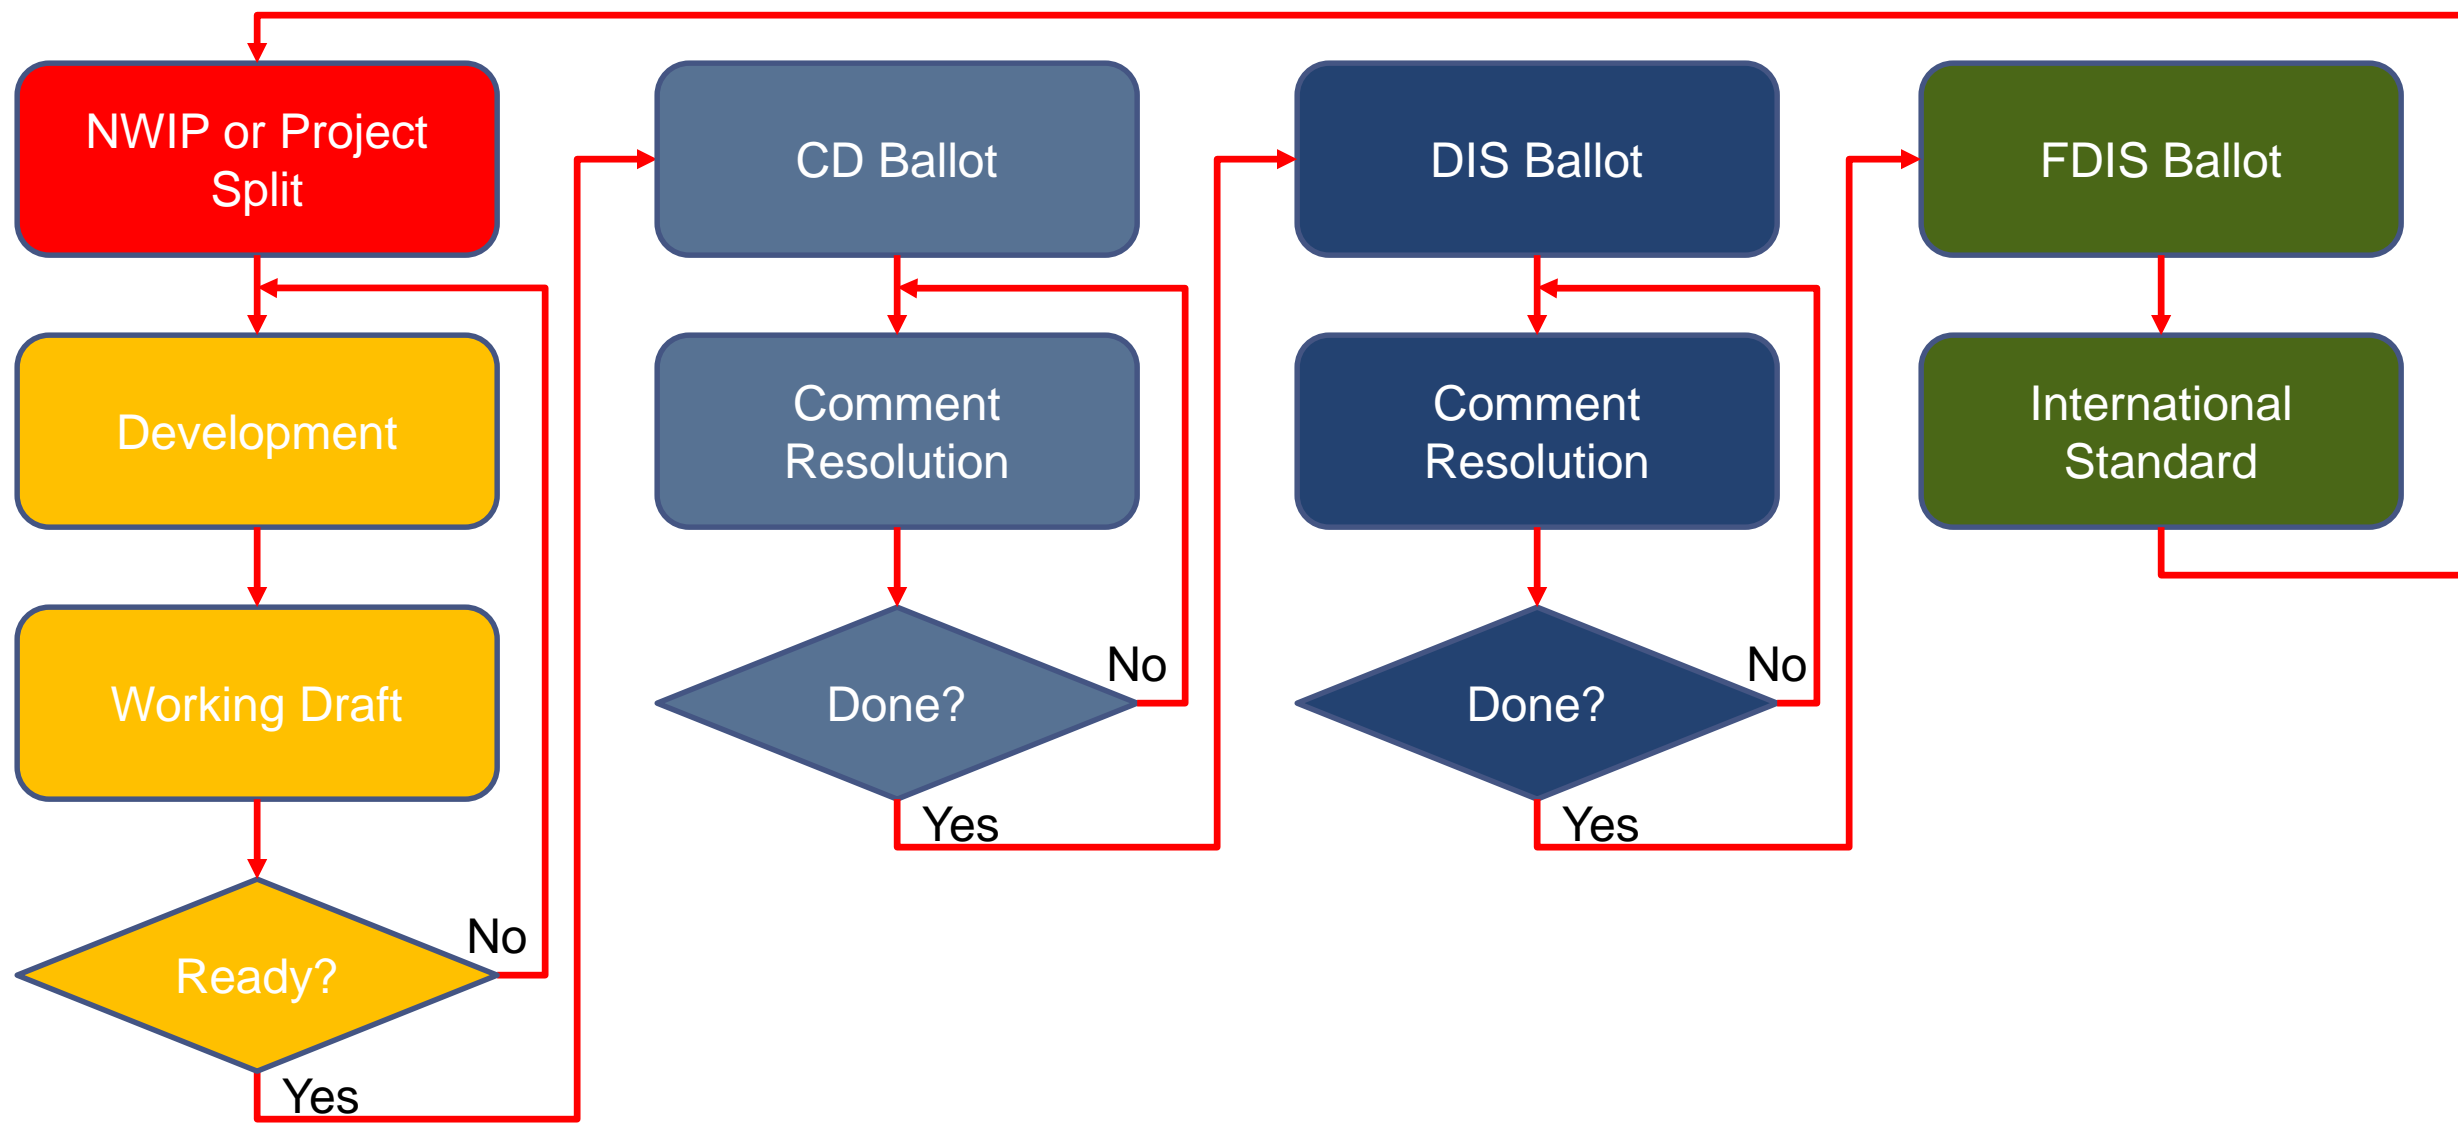 NWIP or Project
Split
Development
Working Draft
Ready?
No
Yes
CD Ballot
Comment
Resolution
Done?
No
Yes
DIS Ballot
Comment
Resolution
Done?
No
Yes
FDIS Ballot
International
Standard